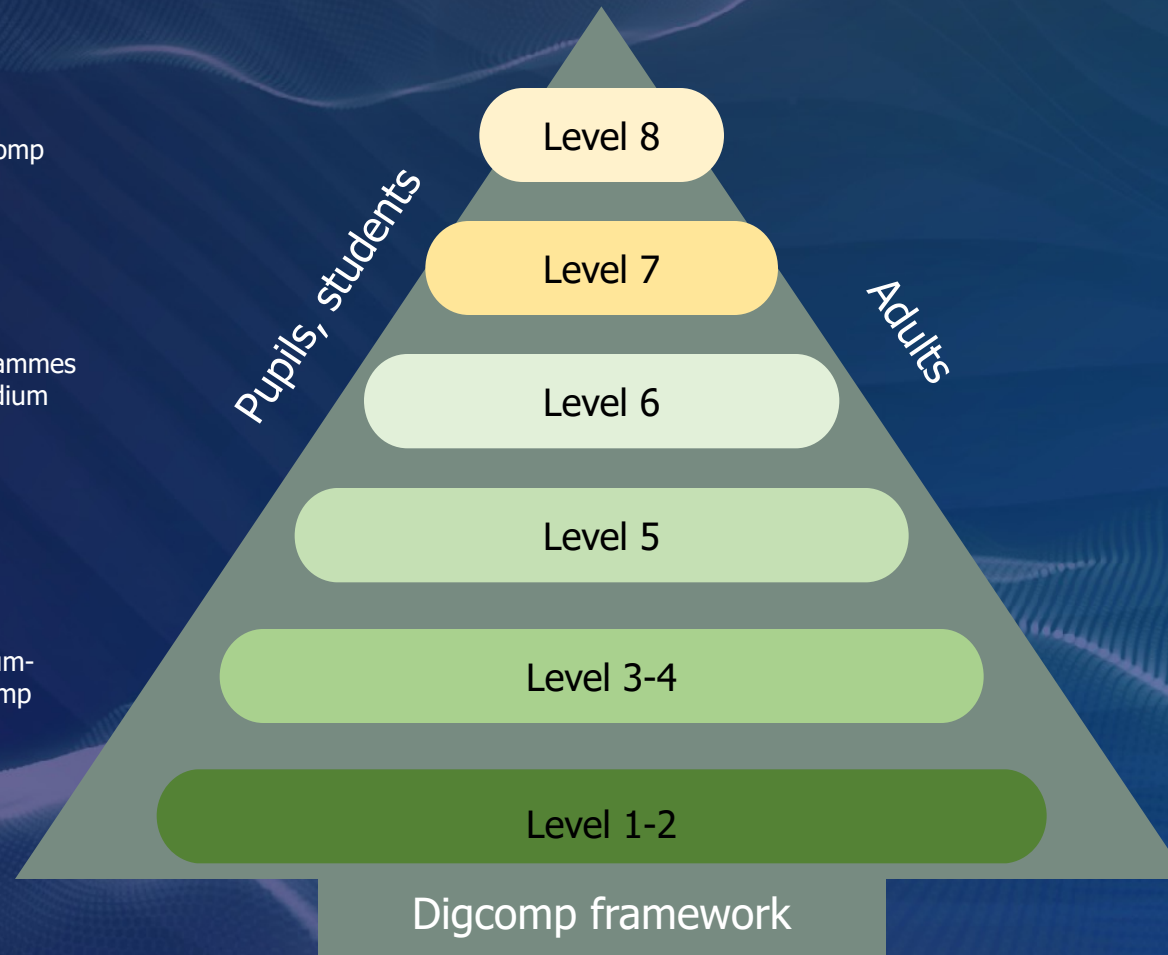 Level 8
Pupils, students
Level 7
Adults
ammes
Level 6
Level 5
Level 3-4
Level 1-2
Digcomp framework